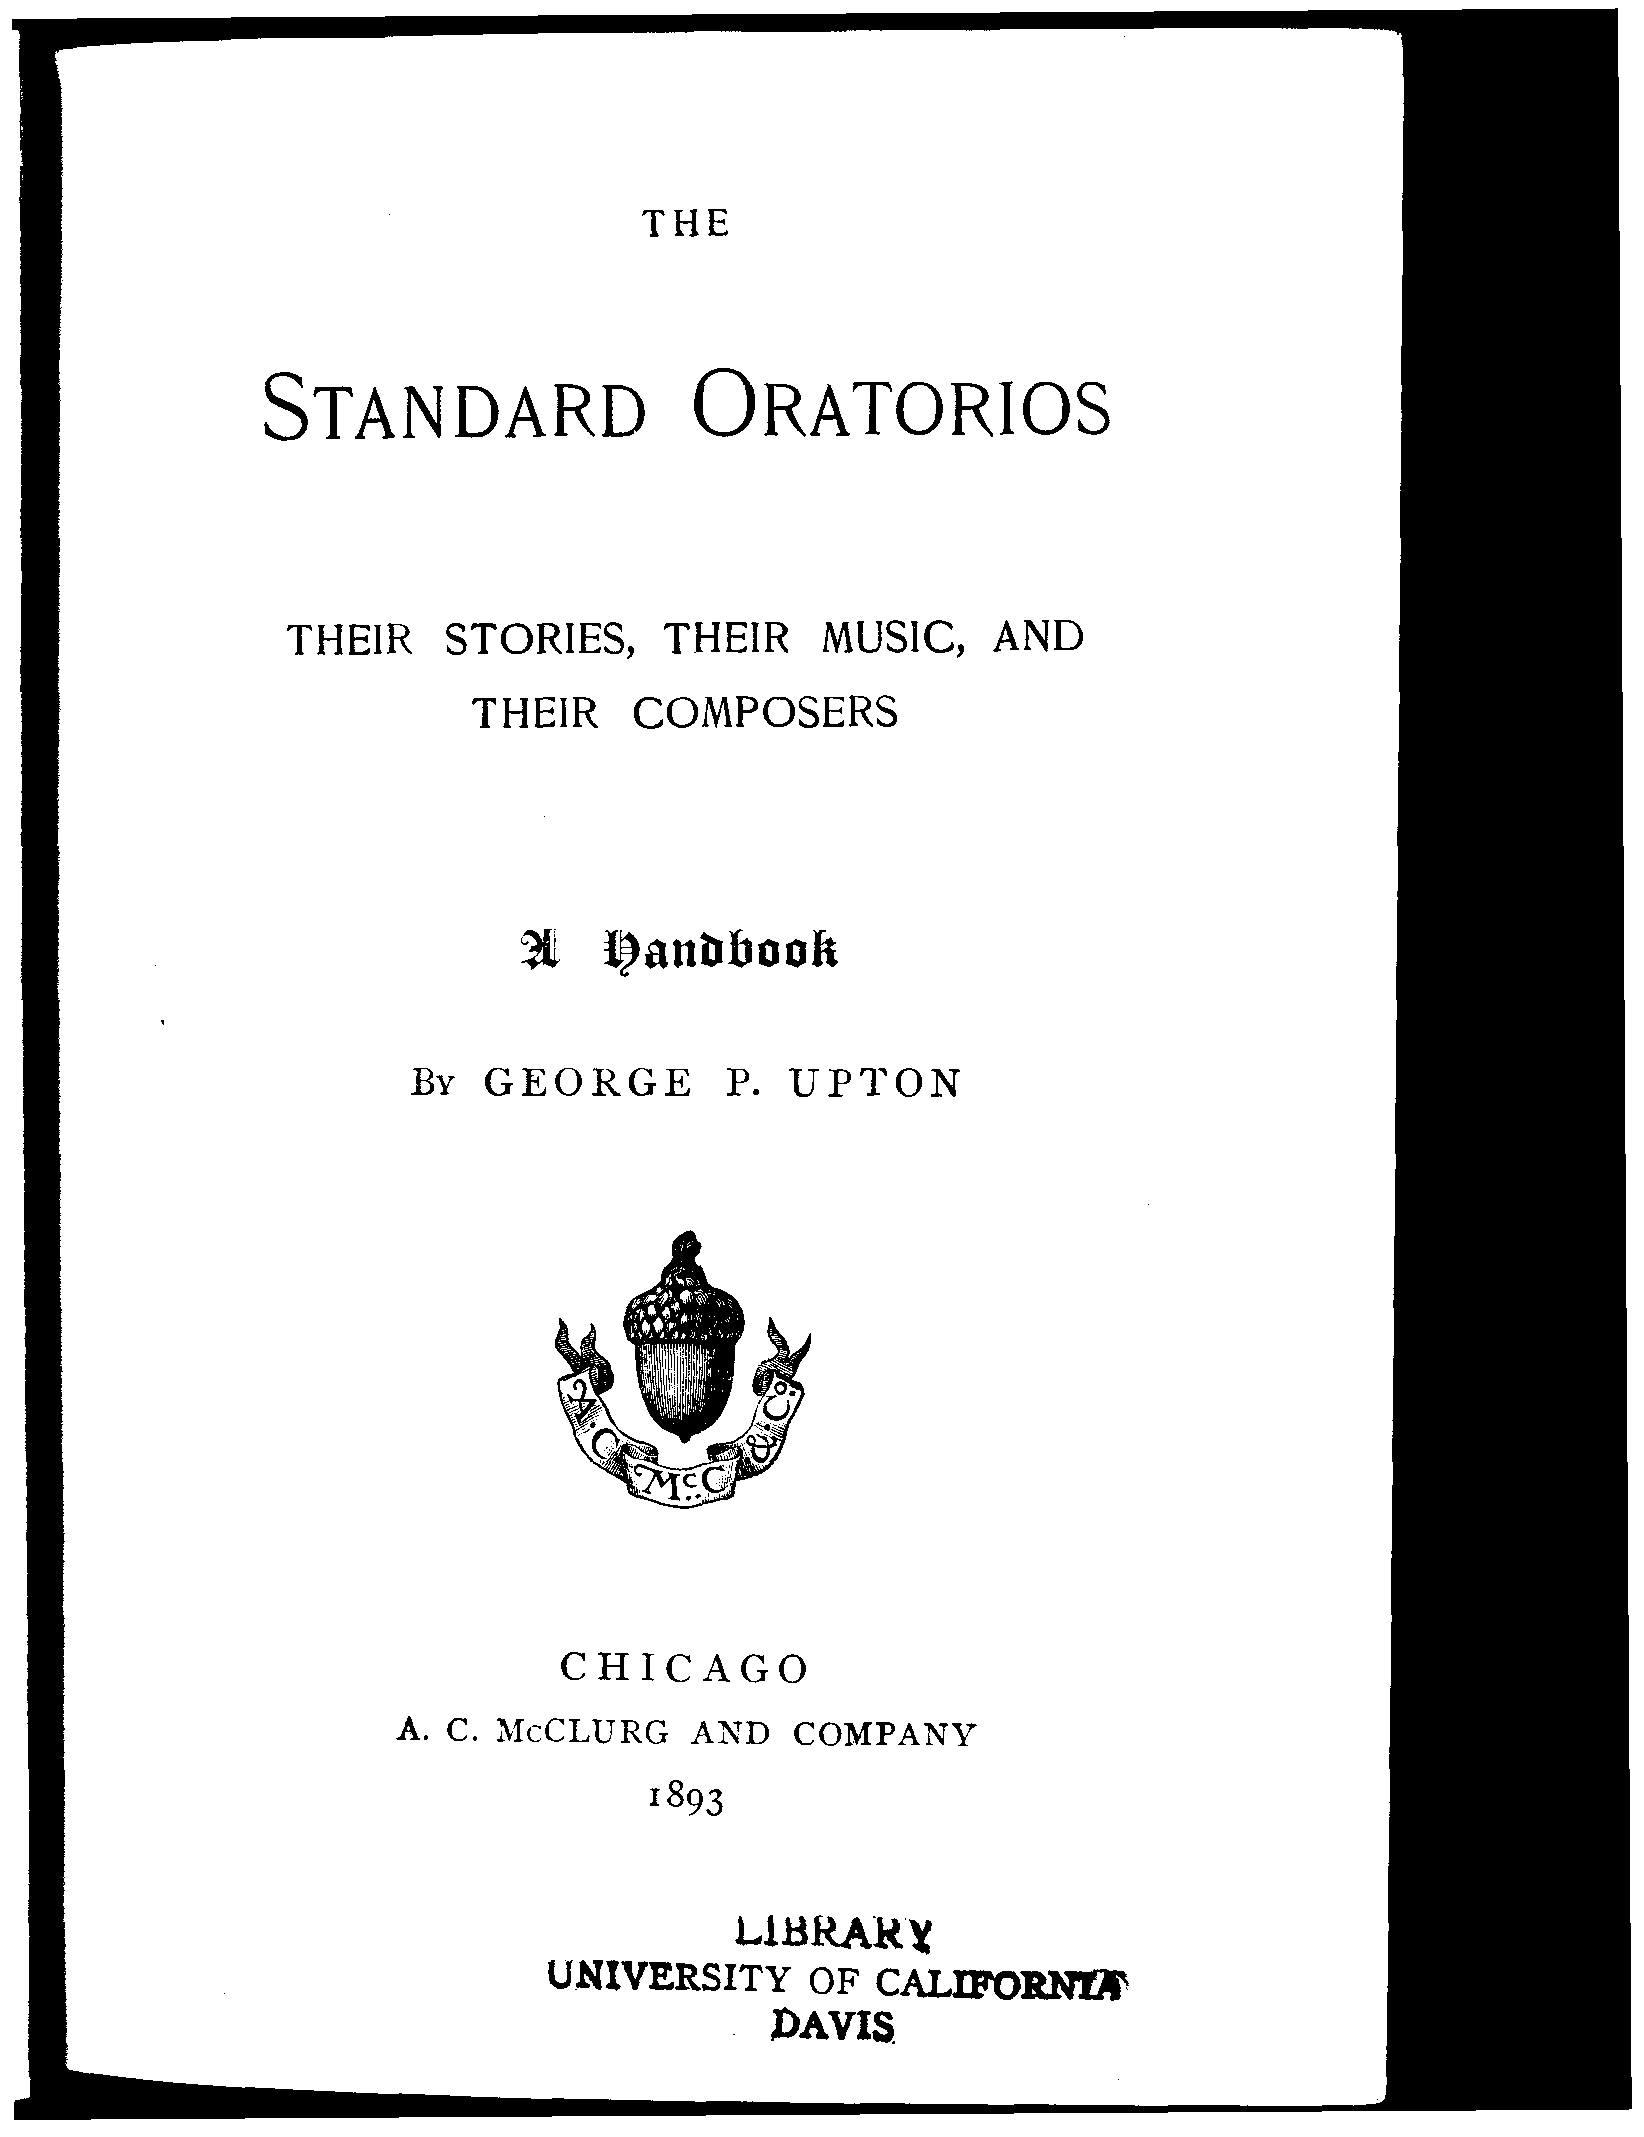 THE
STANDARD ORATORIOS
THEIR STORIES, THEIR MUSIC, AND
THEIR COMPOSERS
A Handbook
BY GEORGE P. UPTON
A. C. McC. & Co.
CHICAGO
A. C. McCLURG AND COMPANY
1893
LIBRARY
UNIVERSITY OF CALIFORNIA
DAVIS